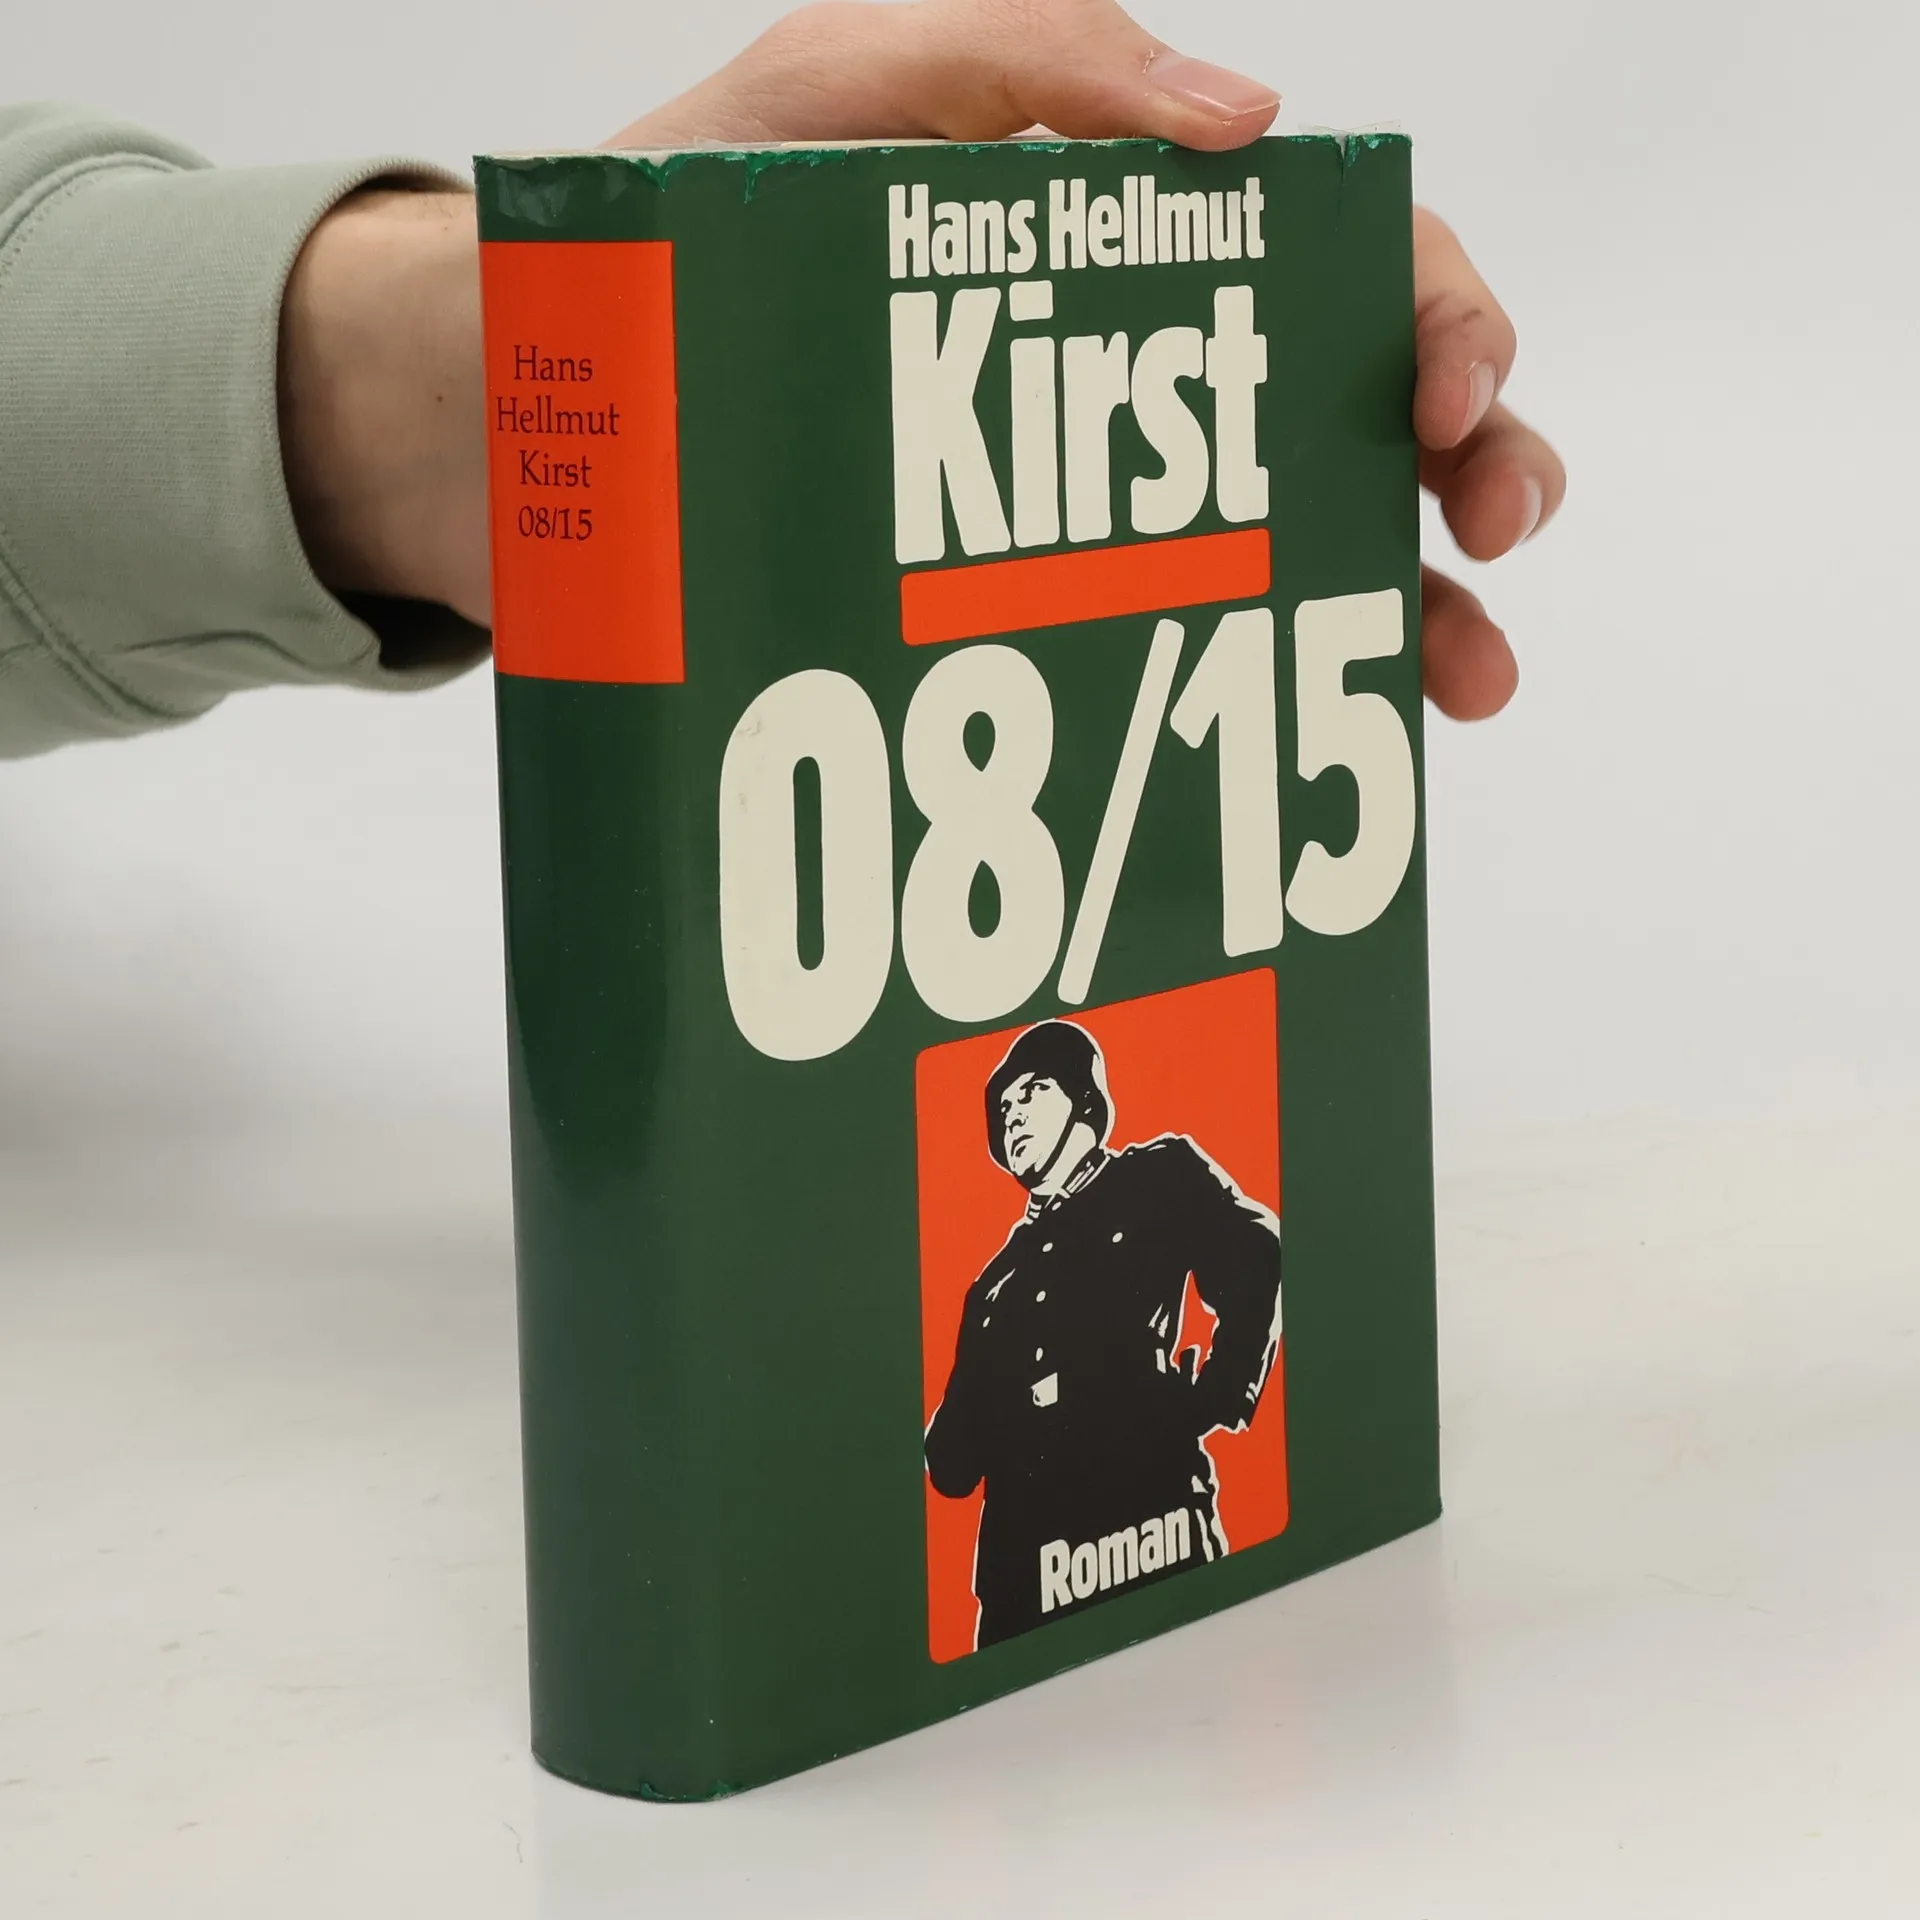 Hans
Hellmut
Kirst
08/15
Hans Hellmut
Kirst
08/15
Roman